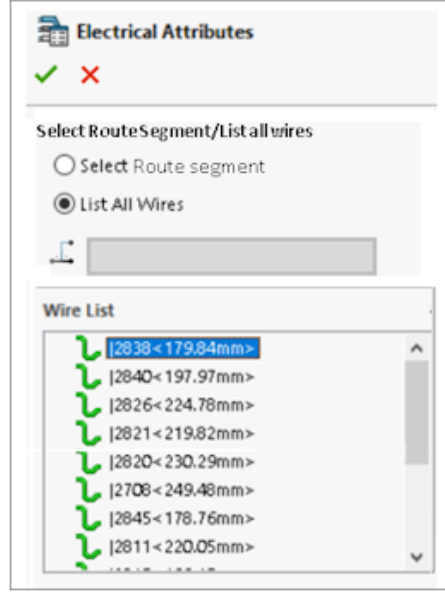 Electrical Attributes
Select Route Segment/List all wires
Select Route segment
List All Wires
Wire List
|2838<179.84mm>
|2840<197.97mm>
|2826<224.78mm>
|2821<219.82mm>
|2820<230.29mm>
|2708<249.48mm>
|2845<178.76mm>
|2811<220.05mm>